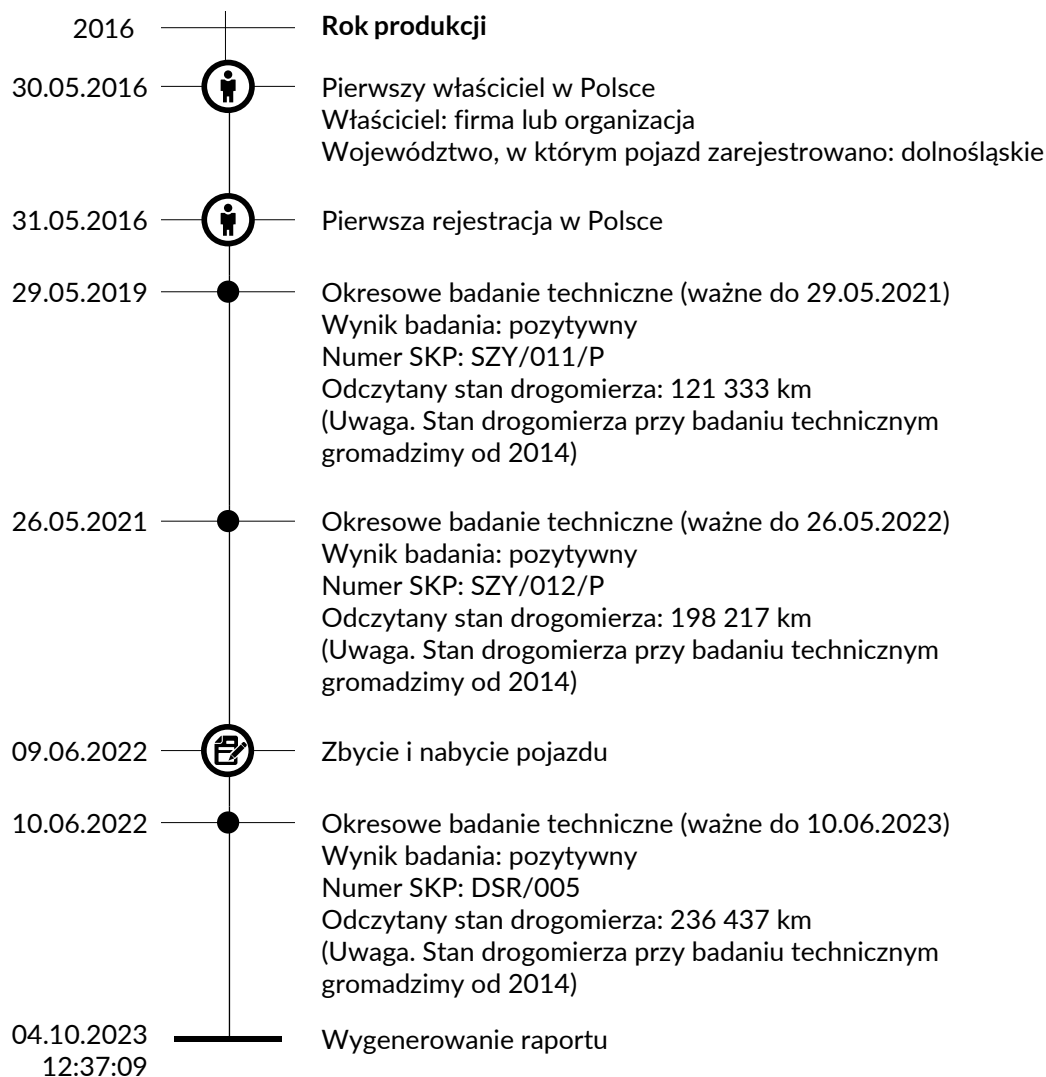 2016 Rok produkcji
30.05.2016 Pierwszy właściciel w Polsce
Właściciel: firma lub organizacja
Województwo, w którym pojazd zarejestrowano: dolnośląskie
31.05.2016 Pierwsza rejestracja w Polsce
29.05.2019 Okresowe badanie techniczne (ważne do 29.05.2021)
Wynik badania: pozytywny
Numer SKP: SZY/011/P
Odczytany stan drogomierza: 121 333 km
(Uwaga. Stan drogomierza przy badaniu technicznym
gromadzimy od 2014)
26.05.2021 Okresowe badanie techniczne (ważne do 26.05.2022)
Wynik badania: pozytywny
Numer SKP: SZY/012/P
Odczytany stan drogomierza: 198 217 km
(Uwaga. Stan drogomierza przy badaniu technicznym
gromadzimy od 2014)
09.06.2022 Zbycie i nabycie pojazdu
10.06.2022 Okresowe badanie techniczne (ważne do 10.06.2023)
Wynik badania: pozytywny
Numer SKP: DSR/005
Odczytany stan drogomierza: 236 437 km
(Uwaga. Stan drogomierza przy badaniu technicznym
gromadzimy od 2014)
04.10.2023 Wygenerowanie raportu
12:37:09